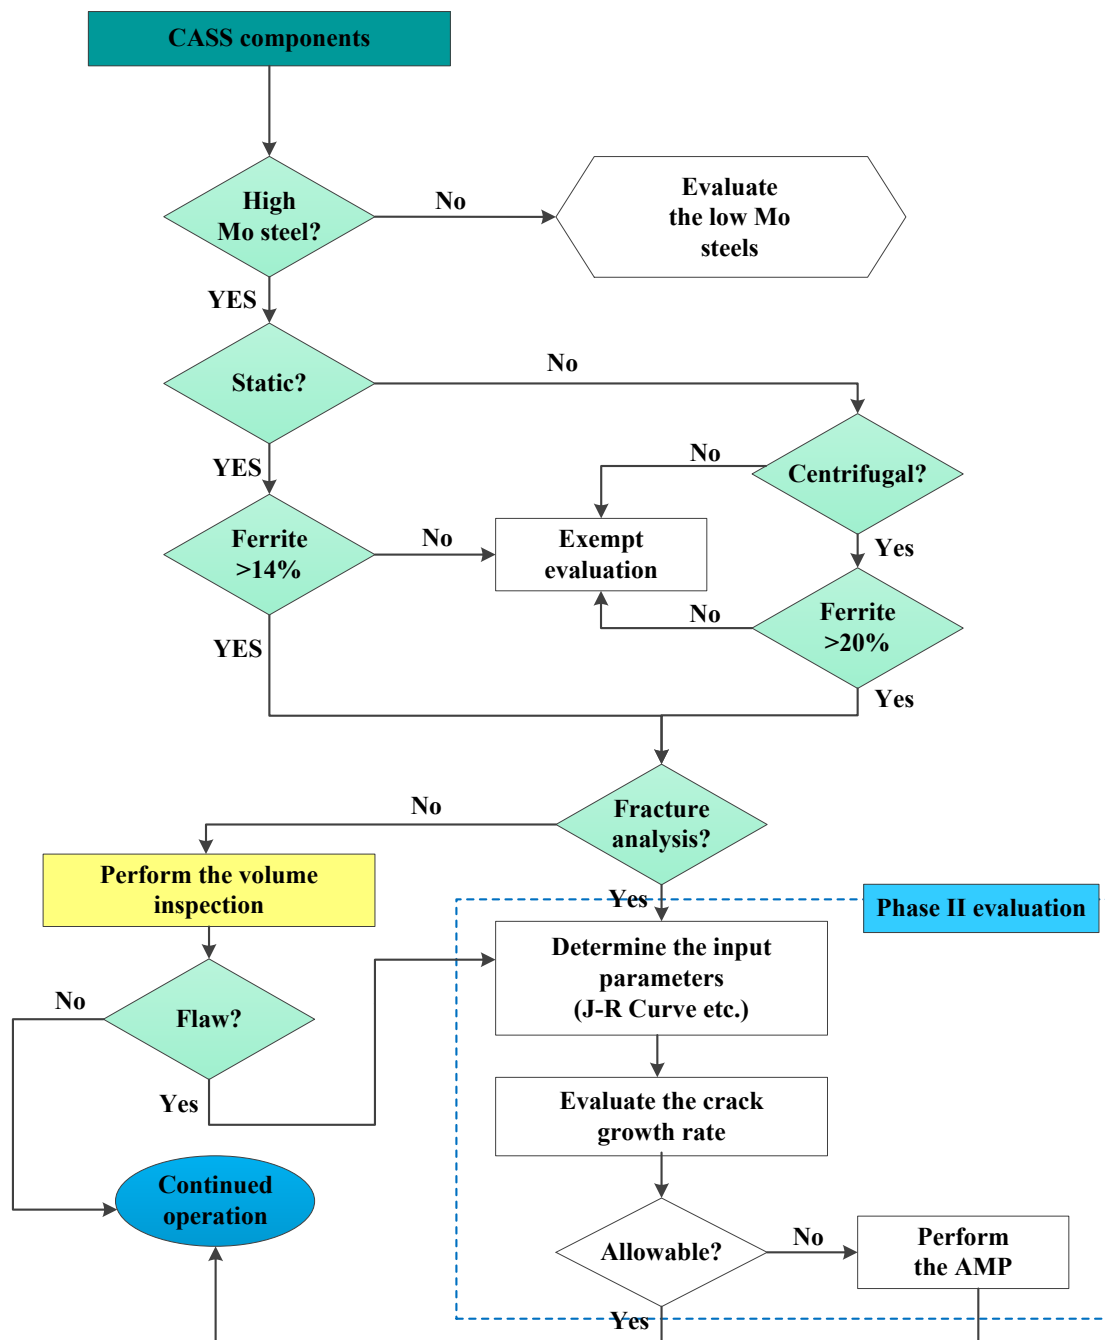 CASS components
High
Mo steel?
No
Evaluate
the low Mo
steels
YES
Static?
No
YES
No
Centrifugal?
Ferrite
>14%
No
Exempt
evaluation
Yes
No
Ferrite
>20%
YES
Yes
No
Fracture
analysis?
Perform the volume
inspection
Yes
Phase II evaluation
Determine the input
parameters
(J-R Curve etc.)
No
Flaw?
Yes
Evaluate the crack
growth rate
Continued
operation
Allowable?
No
Perform
the AMP
Yes